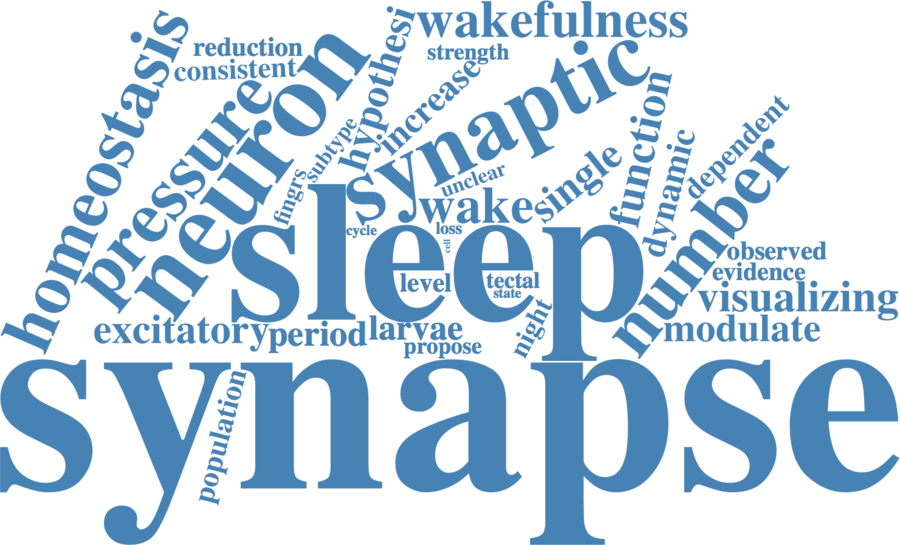 wakefulness
homeostasis
reduction
strength
consistent
neuron
hypothesi
synaptic
increase
pressure
function
dependent
subtype
single
number
dynamic
unclear
fingrs
wake
sleep
cycle
loss
cell
observed
evidence
level
tectal
state
visualizing
excitatory
period
larvae
night
modulate
propose
synapse
population